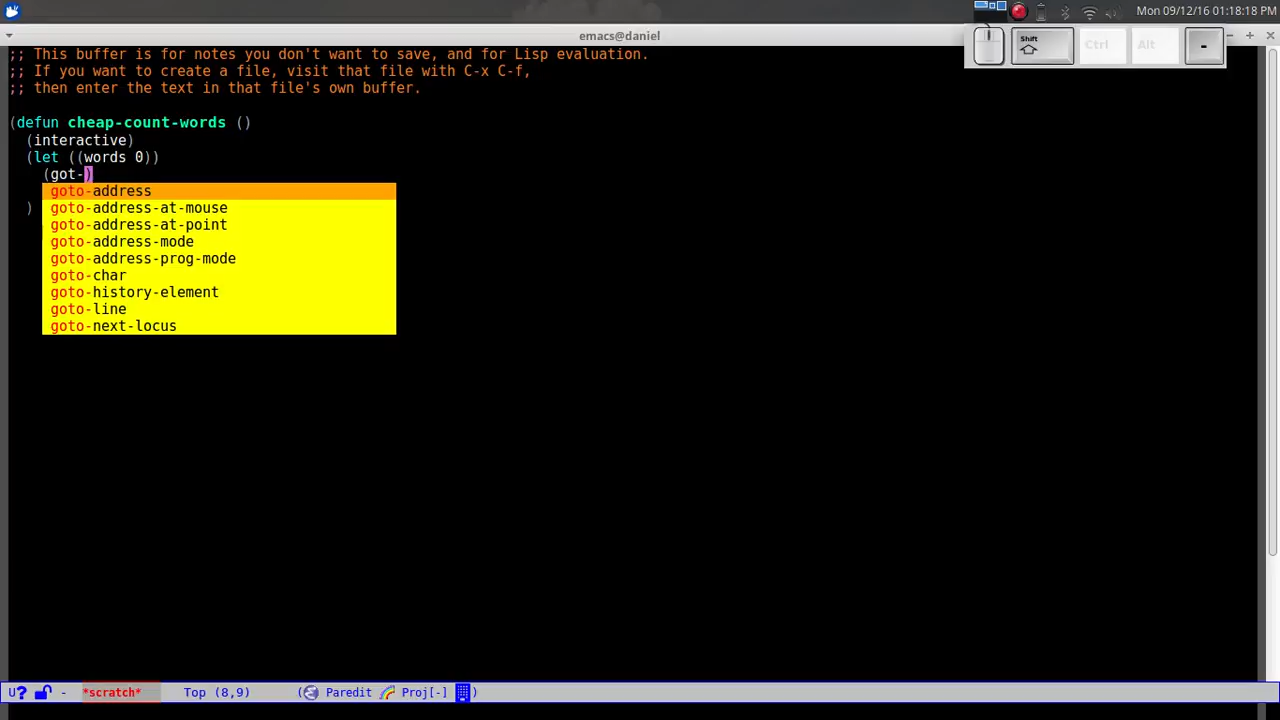 Mon 09/12/16 01:18:18 PM
emacs@daniel
Shift
Ctrl
Alt
-
;; This buffer is for notes you don't want to save, and for Lisp evaluation.
;; If you want to create a file, visit that file with C-x C-f,
;; then enter the text in that file's own buffer.
(defun cheap-count-words ()
(interactive)
(let ((words 0))
(got-)
goto-address
)
goto-address-at-mouse
goto-address-at-point
goto-address-mode
goto-address-prog-mode
goto-char
goto-history-element
goto-line
goto-next-locus
U? - *scratch* Top (8,9) ( Paredit Proj[-] )